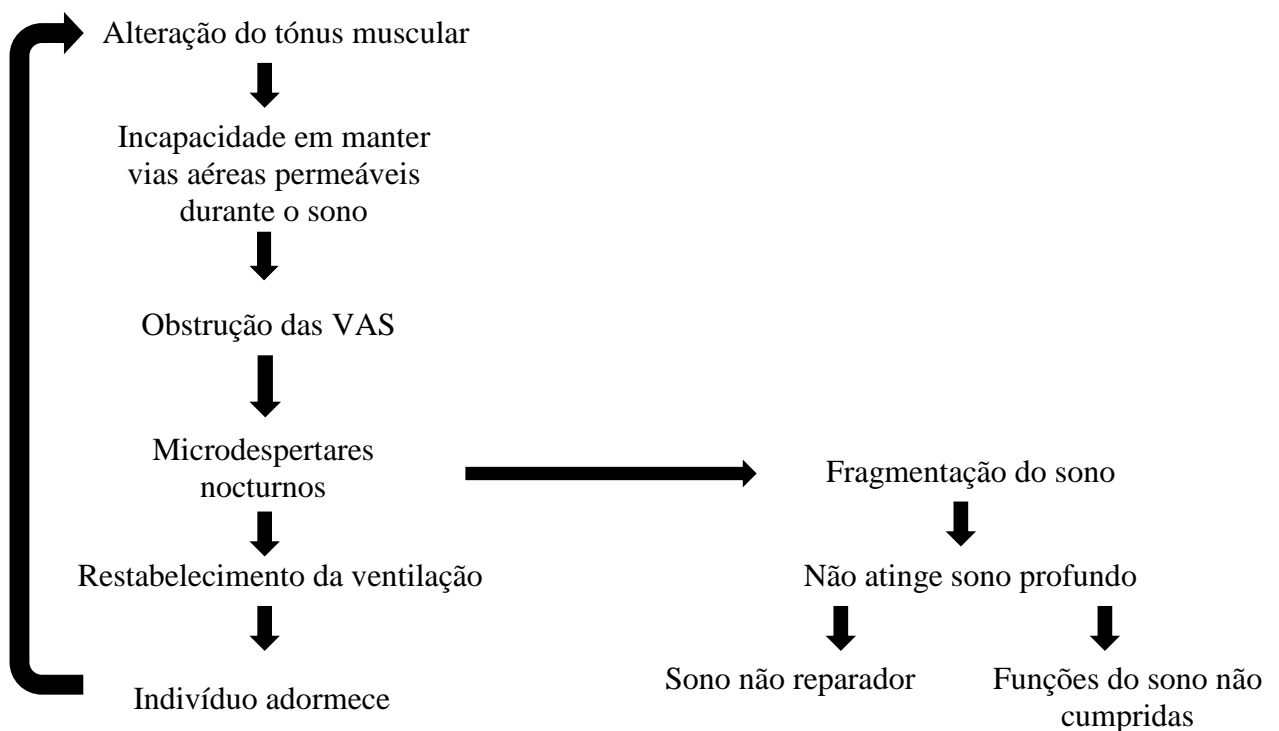 Alteração do tónus muscular
Incapacidade em manter
vias aéreas permeáveis
durante o sono
Obstrução das VAS
Microdespertares
nocturnos
Restabelecimento da ventilação
Indivíduo adormece
Fragmentação do sono
Não atinge sono profundo
Sono não reparador
Funções do sono não
cumpridas